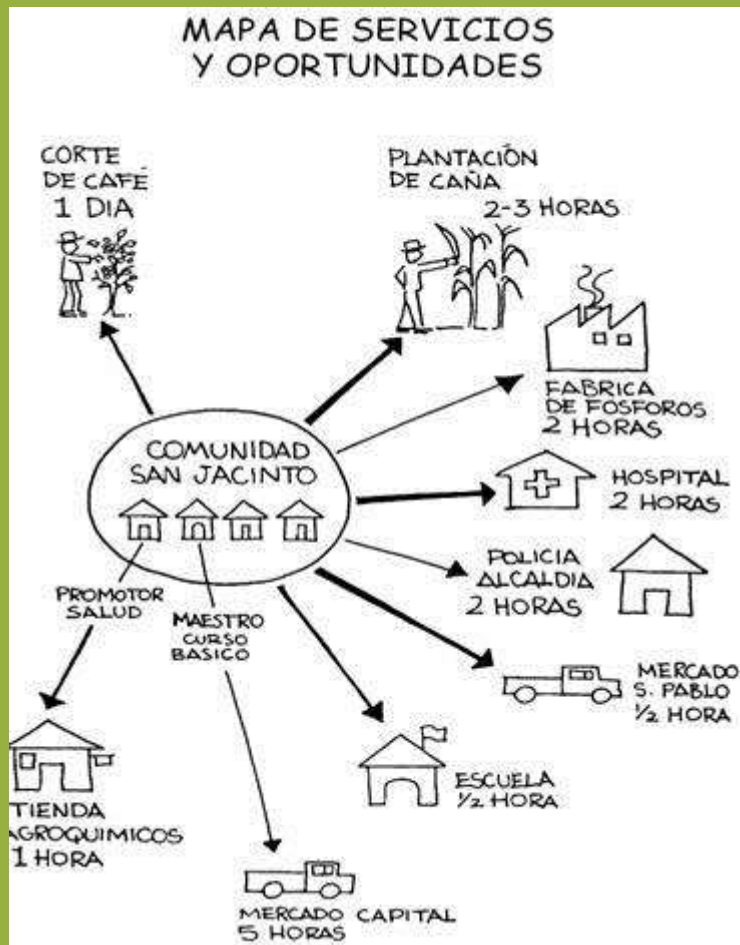 MAPA DE SERVICIOS
Y OPORTUNIDADES
CORTE
DE CAFÉ
1 DIA
PLANTACIÓN
DE CAÑA
2-3 HORAS
FABRICA
DE FOSFOROS
2 HORAS
COMUNIDAD
SAN JACINTO
HOSPITAL
2 HORAS
POLICIA
ALCALDIA
2 HORAS
PROMOTOR
SALUD
MAESTRO
CURSO
BASICO
MERCADO
S. PABLO
1/2 HORA
ESCUELA
1/2 HORA
TIENDA
AGROQUIMICOS
1 HORA
MERCADO CAPITAL
5 HORAS